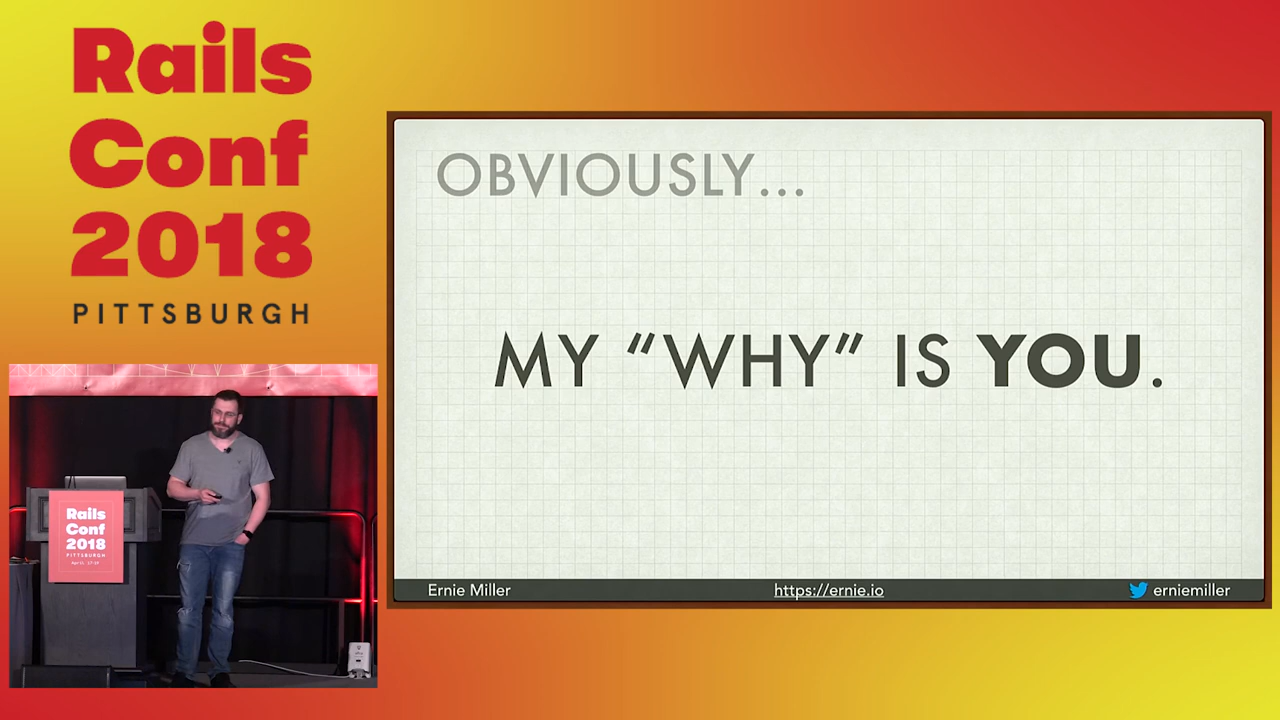 Rails
Conf
2018
PITTSBURGH
OBVIOUSLY...
MY “WHY” IS YOU.
Ernie Miller
https://ernie.io
erniemiller
Rails
Conf
2018
PITTSBURGH